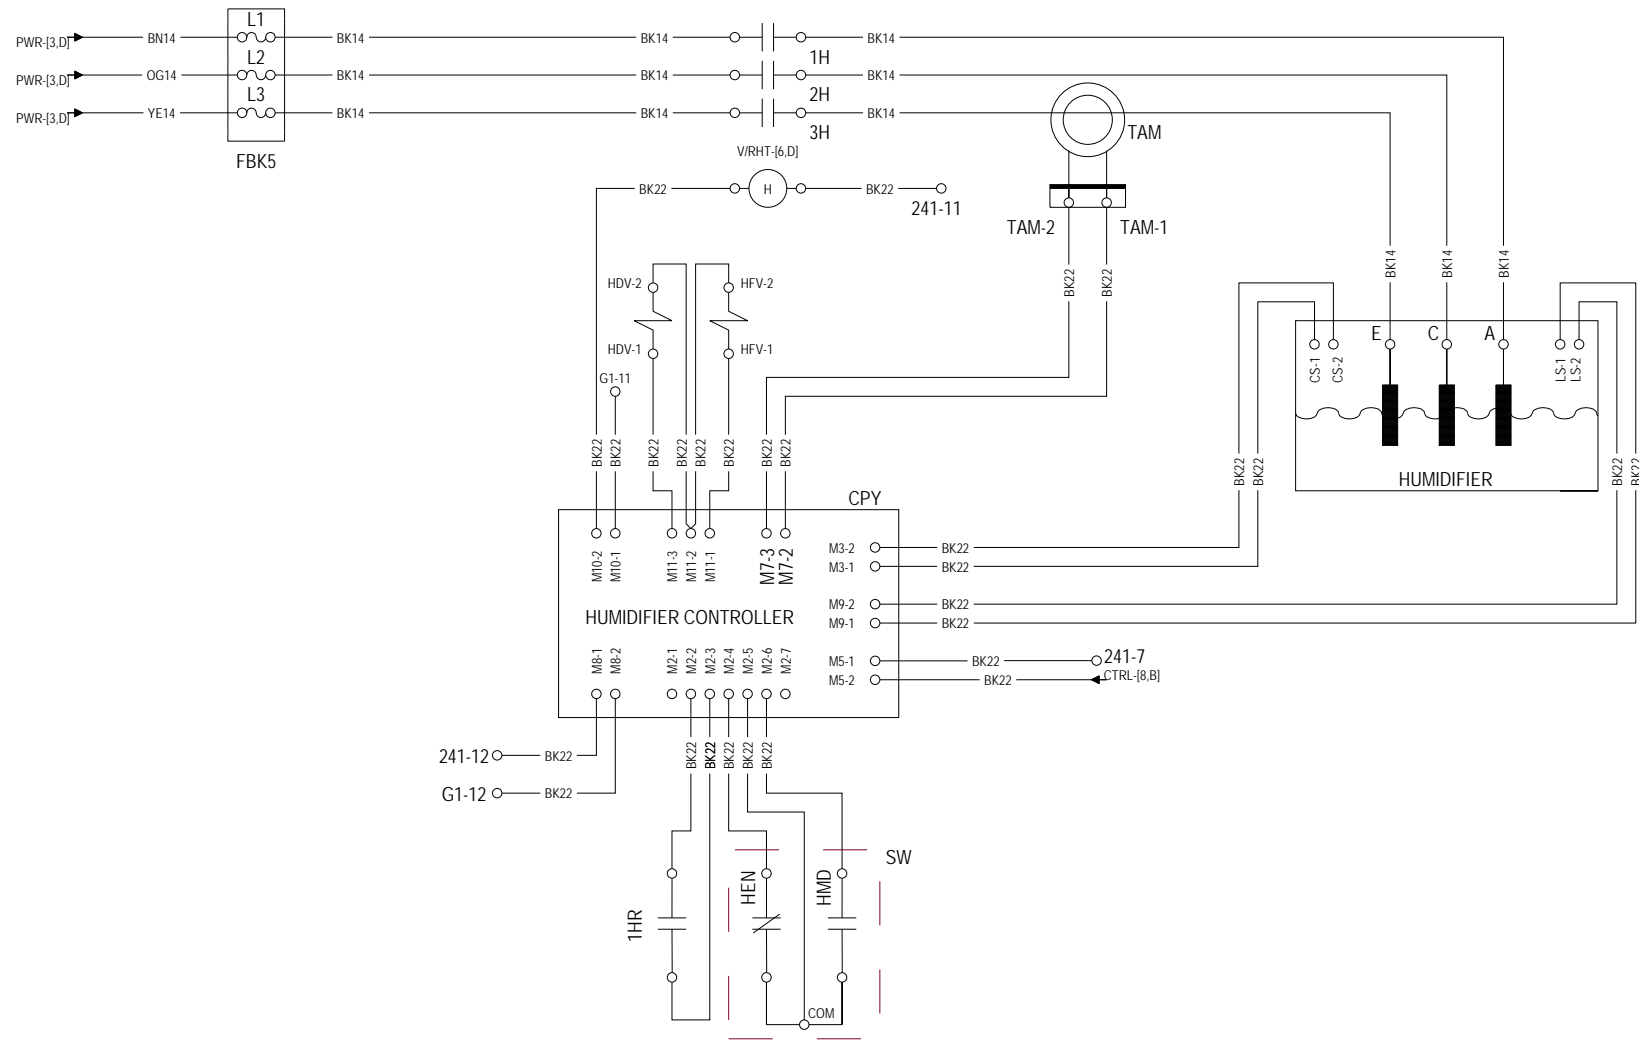 L1
PWR-[3,D] BN14 BK14 BK14 BK14
1H
L2
PWR-[3,D] OG14 BK14 BK14 BK14
2H
L3
PWR-[3,D] YE14 BK14 BK14 BK14
3H
TAM
FBK5
V/RHT-[6,D]
BK22 H BK22
241-11
TAM-2 TAM-1
BK22 BK22
BK14 BK14 BK14
HDV-2 HFV-2
HDV-1 HFV-1
G1-11
E C A
CS-1 CS-2 LS-1 LS-2
HUMIDIFIER
BK22 BK22 BK22 BK22 BK22 BK22 BK22 BK22
BK22 BK22 BK22 BK22
CPY
M10-2 M10-1 M11-3 M11-2 M11-1 M7-3 M7-2
M3-2 BK22
M3-1 BK22
M9-2 BK22
M9-1 BK22
HUMIDIFIER CONTROLLER
M8-1 M8-2 M2-1 M2-2 M2-3 M2-4 M2-5 M2-6 M2-7
M5-1 BK22 241-7
M5-2 BK22 CTRL-[8,B]
241-12 BK22
G1-12 BK22
BK22 BK22 BK22 BK22 BK22
SW
1HR HEN HMD
COM